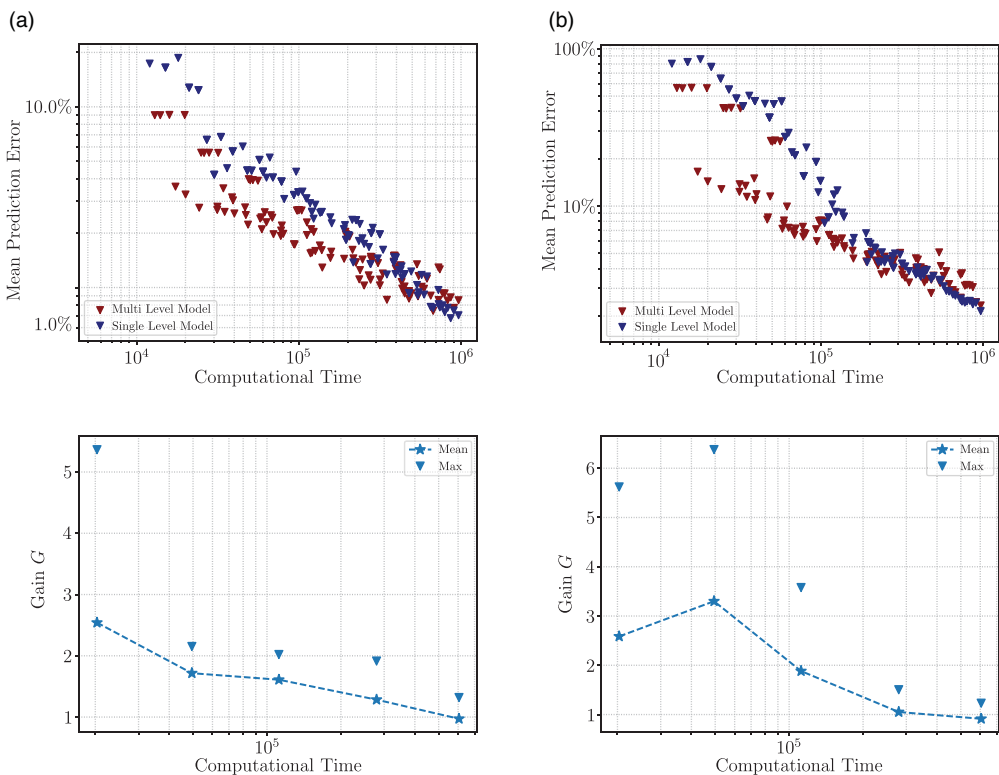 (a)
Mean Prediction Error
10.0%
1.0%
Multi Level Model
Single Level Model
10^4
10^5
10^6
Computational Time
(b)
Mean Prediction Error
100%
10%
Multi Level Model
Single Level Model
10^4
10^5
10^6
Computational Time
Gain G
5
4
3
2
1
Mean
Max
10^5
Computational Time
Gain G
6
5
4
3
2
1
Mean
Max
10^5
Computational Time